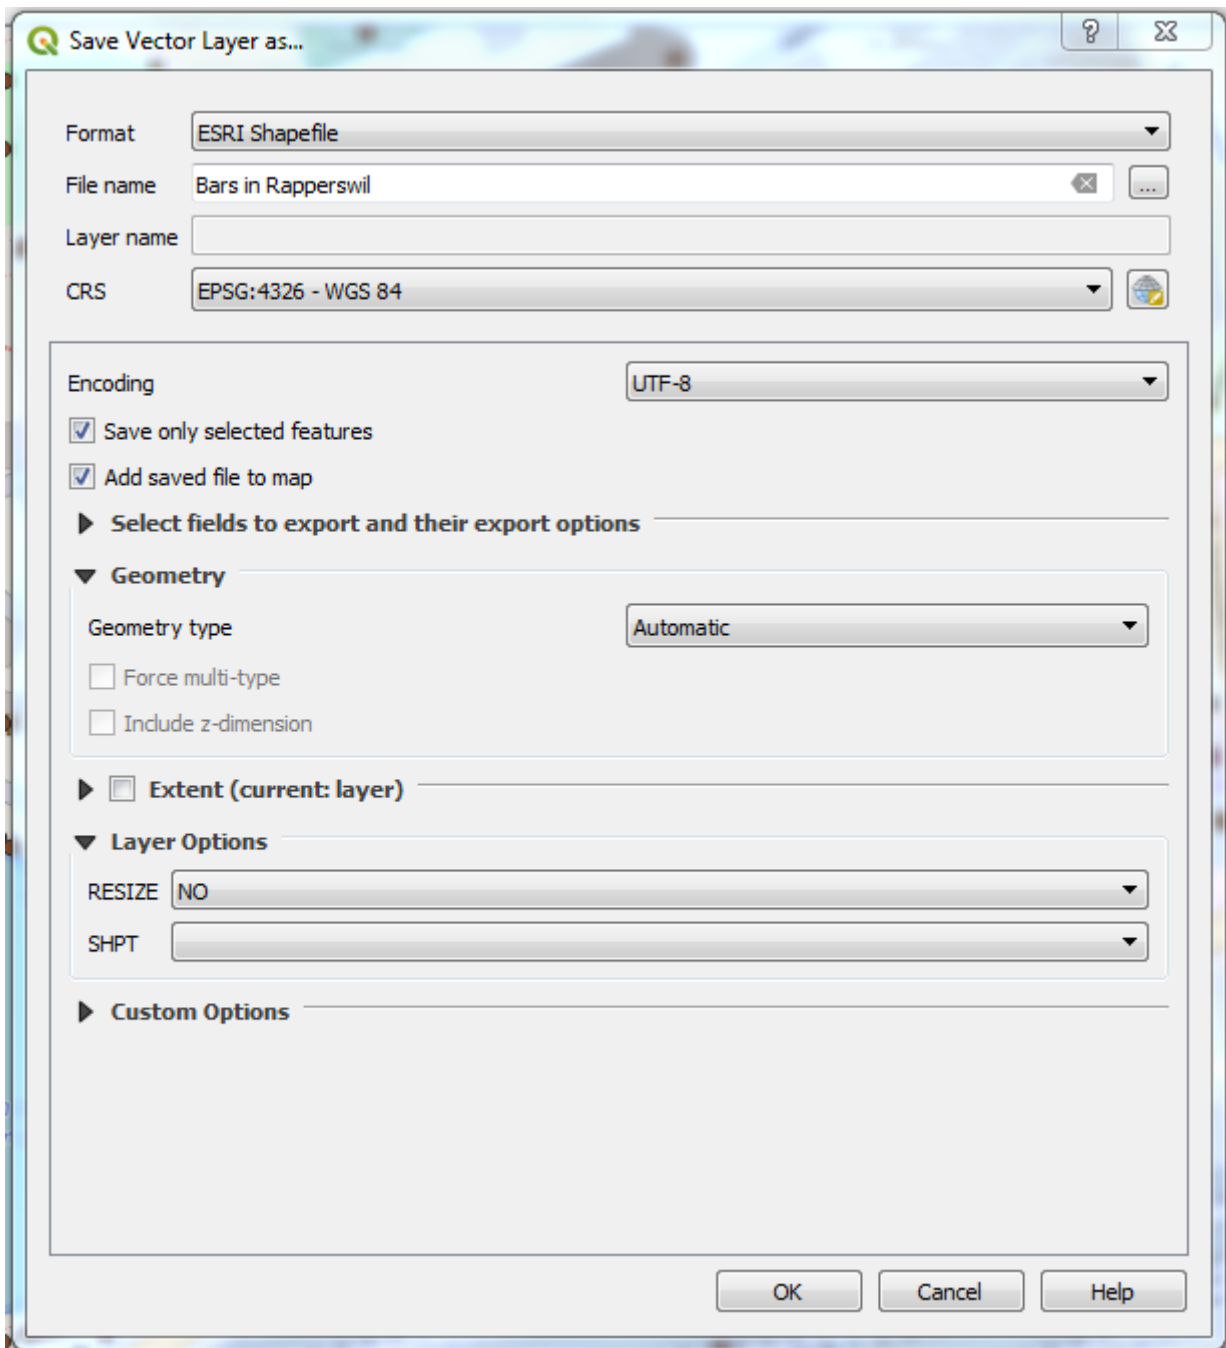 Save Vector Layer as...
Format ESRI Shapefile
File name Bars in Rapperswil ...
Layer name
CRS EPSG:4326 - WGS 84
Encoding UTF-8
Save only selected features
Add saved file to map
Select fields to export and their export options
Geometry
Geometry type Automatic
Force multi-type
Include z-dimension
Extent (current: layer)
Layer Options
RESIZE NO
SHPT
Custom Options
OK Cancel Help